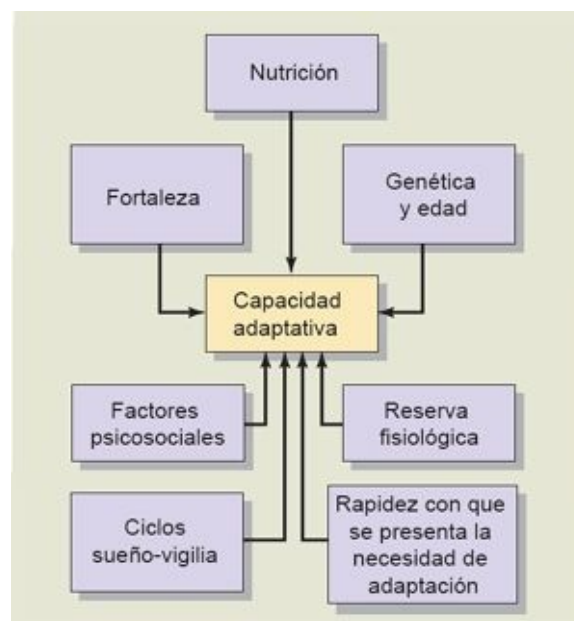 Nutrición
Fortaleza
Genética
y edad
Capacidad
adaptativa
Factores
psicosociales
Reserva
fisiológica
Ciclos
sueño-vigilia
Rapidez con que
se presenta la
necesidad de
adaptación